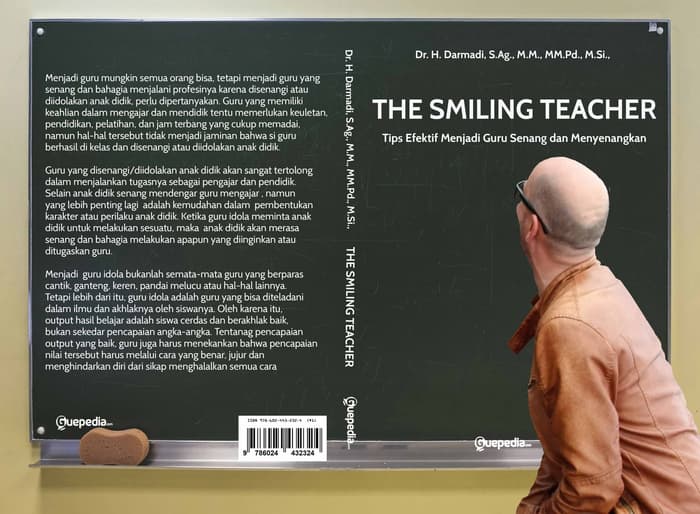 Menjadi guru mungkin semua orang bisa, tetapi menjadi guru yang
senang dan bahagia menjalani profesinya karena disenangi atau
diidolakan anak didik, perlu dipertanyakan. Guru yang memiliki
keahlian dalam mengajar dan mendidik tentu memerlukan keuletan,
pendidikan, pelatihan, dan jam terbang yang cukup memadai,
namun hal-hal tersebut tidak menjadi jaminan bahwa si guru
berhasil di kelas dan disenangi atau diidolakan anak didik.
Guru yang disenangi/diidolakan anak didik akan sangat tertolong
dalam menjalankan tugasnya sebagai pengajar dan pendidik.
Selain anak didik senang mendengar guru mengajar , namun
yang lebih penting lagi adalah kemudahan dalam pembentukan
karakter atau perilaku anak didik. Ketika guru idola meminta anak
didik untuk melakukan sesuatu, maka anak didik akan merasa
senang dan bahagia melakukan apapun yang diinginkan atau
ditugaskan guru.
Menjadi guru idola bukanlah semata-mata guru yang berparas
cantik, ganteng, keren, pandai melucu atau hal-hal lainnya.
Tetapi lebih dari itu, guru idola adalah guru yang bisa diteladani
dalam ilmu dan akhlaknya oleh siswanya. Oleh karena itu,
output hasil belajar adalah siswa cerdas dan berakhlak baik,
bukan sekedar pencapaian angka-angka. Tentanag pencapaian
output yang baik, guru juga harus menekankan bahwa pencapaian
nilai tersebut harus melalui cara yang benar, jujur dan
menghindarkan diri dari sikap menghalalkan semua cara
Guepedia.com
9 786024 432324
Dr. H. Darmadi, S.Ag., M.M., MM.Pd., M.Si.,
THE SMILING TEACHER
Guepedia
Dr. H. Darmadi, S.Ag., M.M., MM.Pd., M.Si.,
THE SMILING TEACHER
Tips Efektif Menjadi Guru Senang dan Menyenangkan
Guepedia.com